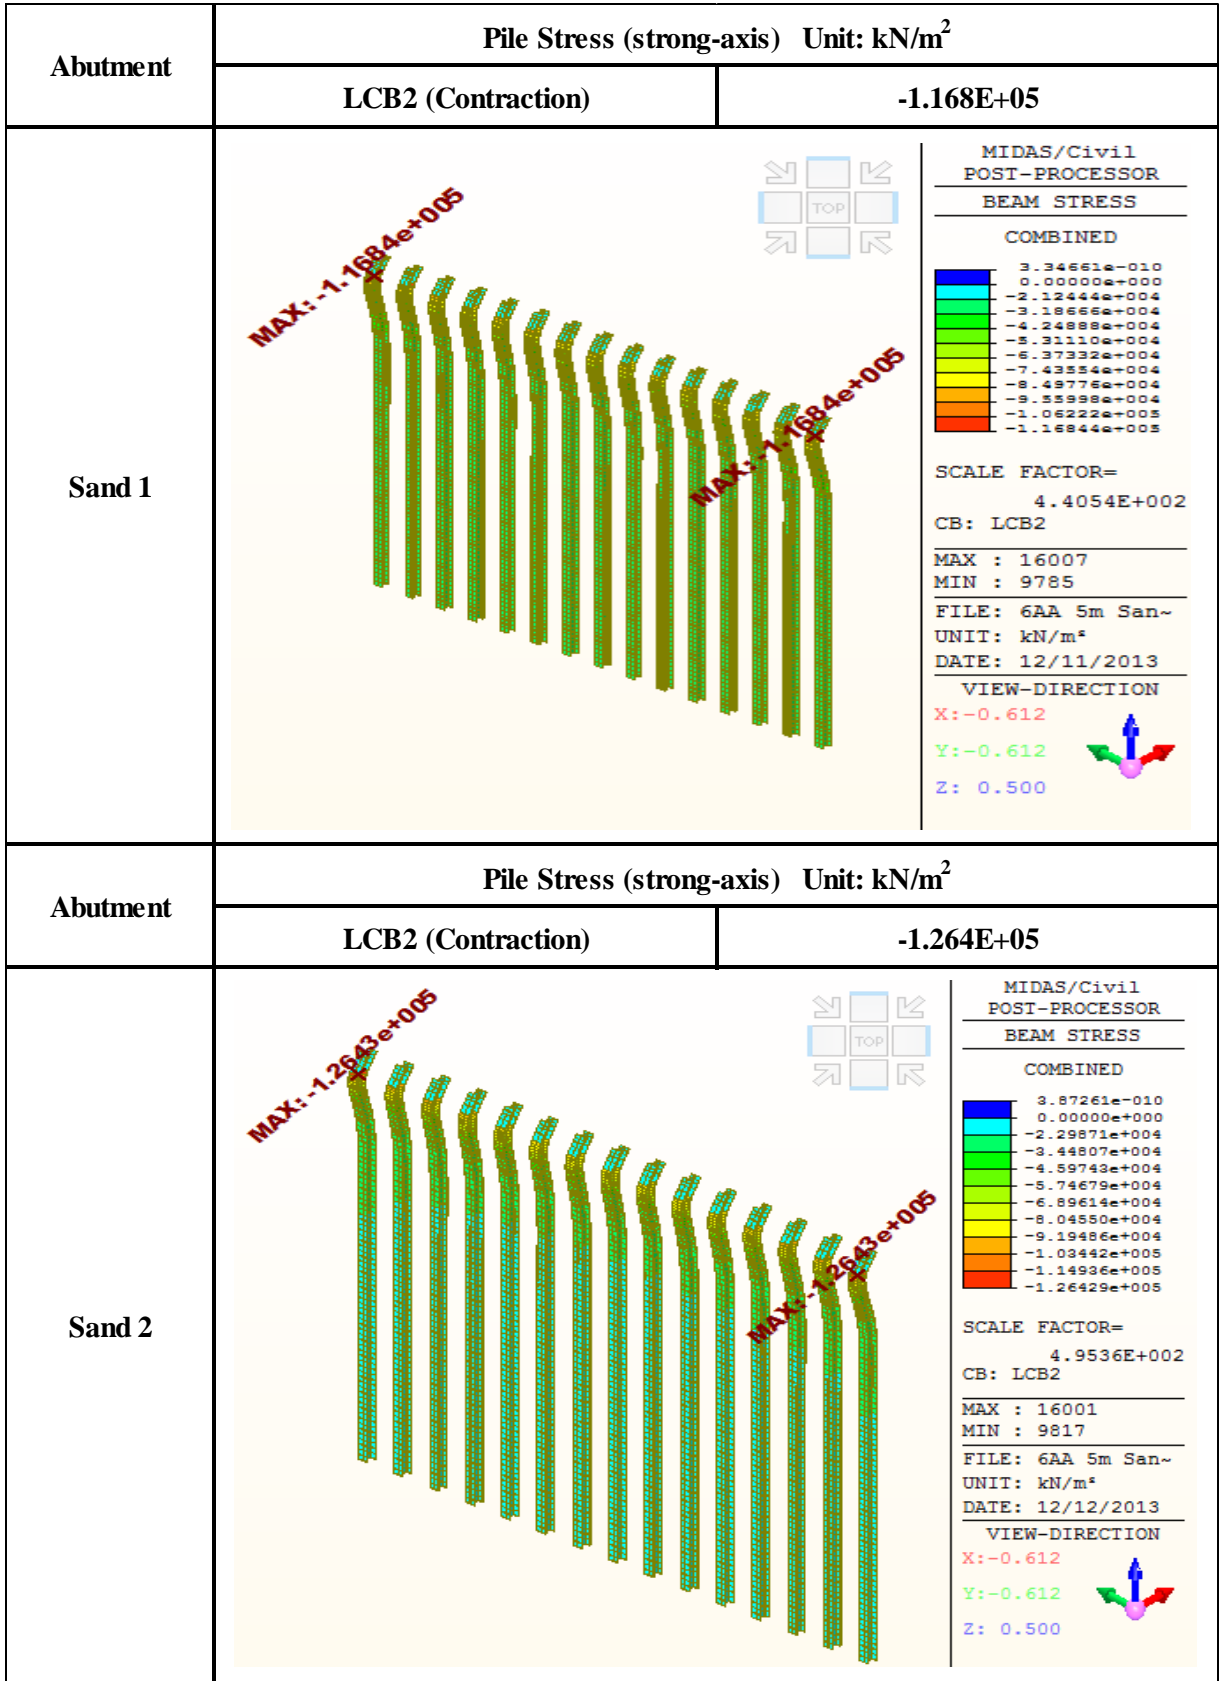 Abutment
Pile Stress (strong-axis) Unit: kN/m²
LCB2 (Contraction)
-1.168E+05
Sand 1
MAX: -1.1684e+005
MAX: -1.1684e+005
TOP
MIDAS/Civil
POST-PROCESSOR
BEAM STRESS
COMBINED
3.34661e-010
0.00000e+000
-2.12444e+004
-3.18666e+004
-4.24888e+004
-5.31110e+004
-6.37332e+004
-7.43554e+004
-8.49776e+004
-9.55998e+004
-1.06222e+005
-1.16844e+005
SCALE FACTOR=
4.4054E+002
CB: LCB2
MAX : 16007
MIN : 9785
FILE: 6AA 5m San~
UNIT: kN/m²
DATE: 12/11/2013
VIEW-DIRECTION
X:-0.612
Y:-0.612
Z: 0.500
Abutment
Pile Stress (strong-axis) Unit: kN/m²
LCB2 (Contraction)
-1.264E+05
Sand 2
MAX: -1.2643e+005
MAX: -1.2643e+005
TOP
MIDAS/Civil
POST-PROCESSOR
BEAM STRESS
COMBINED
3.87261e-010
0.00000e+000
-2.29871e+004
-3.44807e+004
-4.59743e+004
-5.74679e+004
-6.89614e+004
-8.04550e+004
-9.19486e+004
-1.03442e+005
-1.14936e+005
-1.26429e+005
SCALE FACTOR=
4.9536E+002
CB: LCB2
MAX : 16001
MIN : 9817
FILE: 6AA 5m San~
UNIT: kN/m²
DATE: 12/12/2013
VIEW-DIRECTION
X:-0.612
Y:-0.612
Z: 0.500